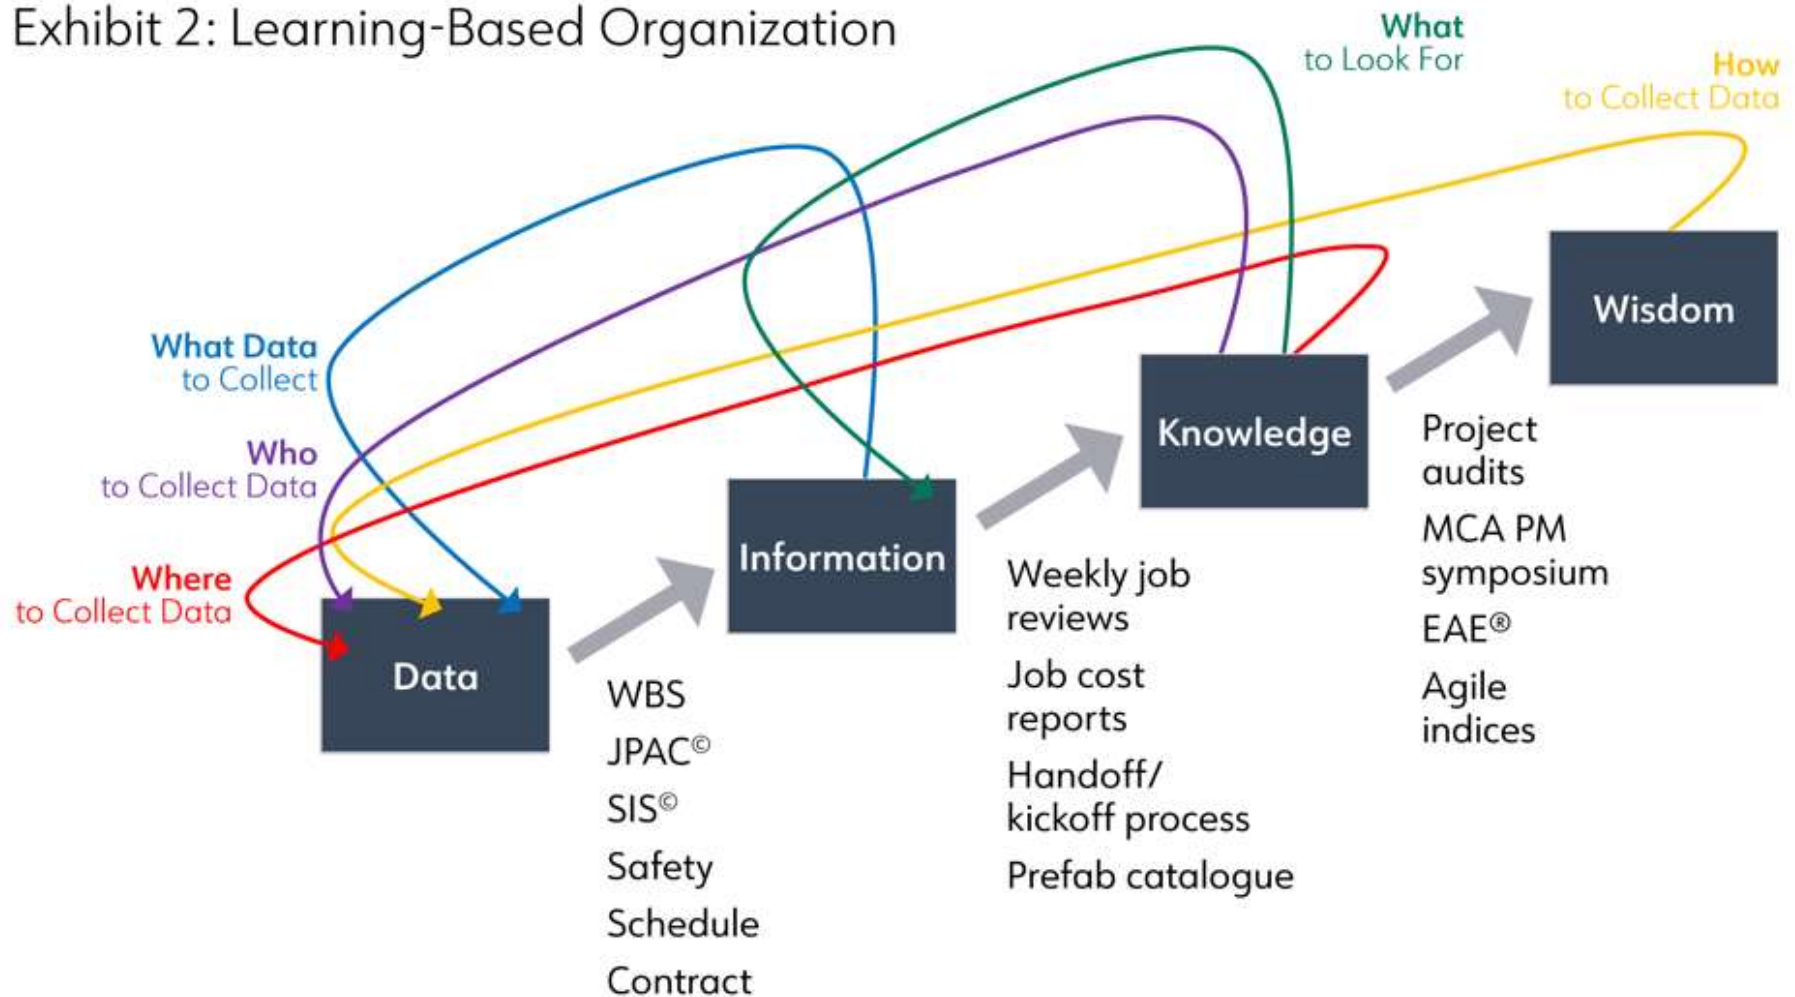 Exhibit 2: Learning-Based Organization
What
to Look For
How
to Collect Data
What Data
to Collect
Who
to Collect Data
Where
to Collect Data
Data
Information
Knowledge
Wisdom
WBS
JPAC©
SIS©
Safety
Schedule
Contract
Weekly job
reviews
Job cost
reports
Handoff/
kickoff process
Prefab catalogue
Project
audits
MCA PM
symposium
EAE®
Agile
indices